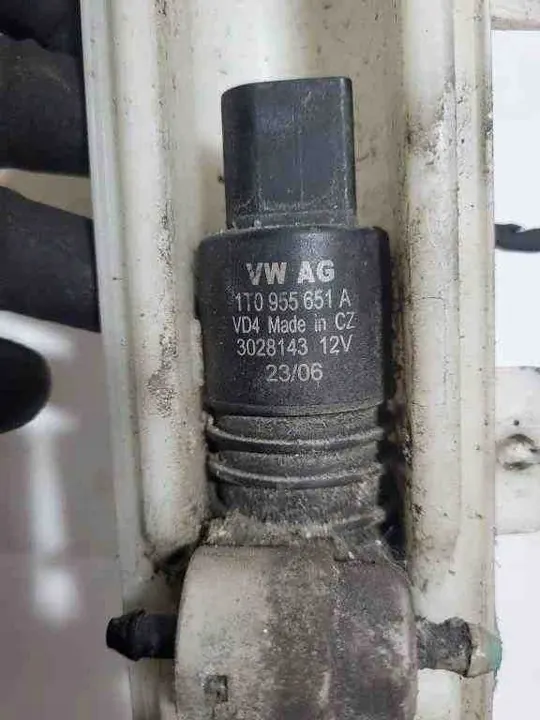 VW AG
1T0 955 651 A
VD4 Made in CZ
3028143 12V
23/06